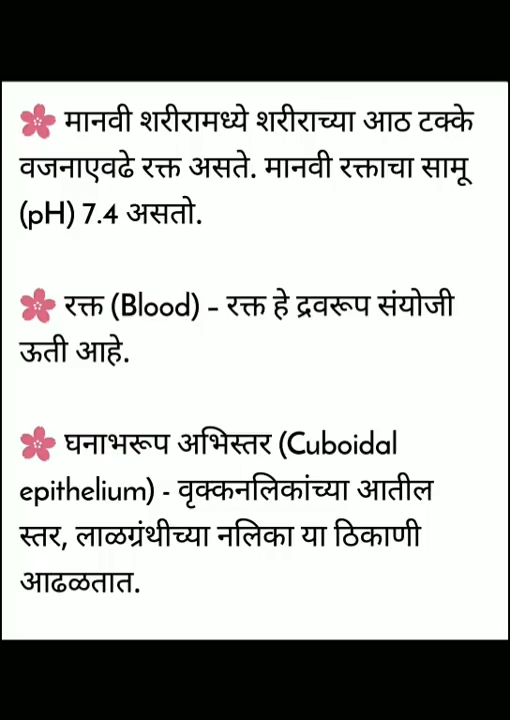 🌸 मानवी शरीरामध्ये शरीराच्या आठ टक्के
वजनाएवढे रक्त असते. मानवी रक्ताचा सामू
(pH) 7.4 असतो.
🌸 रक्त (Blood) - रक्त हे द्रवरूप संयोजी
ऊती आहे.
🌸 घनाभरूप अभिस्तर (Cuboidal
epithelium) - वृक्कनलिकांच्या आतील
स्तर, लाळग्रंथीच्या नलिका या ठिकाणी
आढळतात.